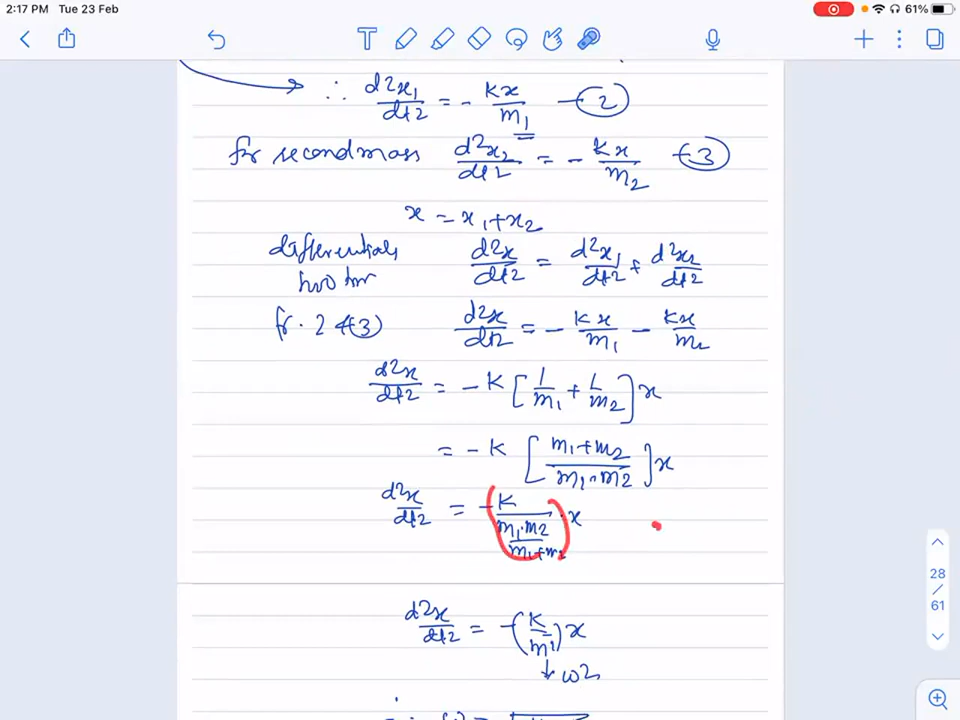 2:17 PM Tue 23 Feb 61%
∴ d2x1/dt2 = - Kx/m1 - (2)
for second mass d2x2/dt2 = - Kx/m2 - (3)
x = x1 + x2
d2x/dt2 = d2x1/dt2 + d2x2/dt2
fr. 2 & (3) d2x/dt2 = - Kx/m1 - Kx/m2
d2x/dt2 = - K [1/m1 + 1/m2] x
= - K [m1+m2 / m1·m2] x
d2x/dt2 = - (K / (m1·m2 / m1+m2)) · x
28
/
61
d2x/dt2 = - (K/m') x
↓ ω2